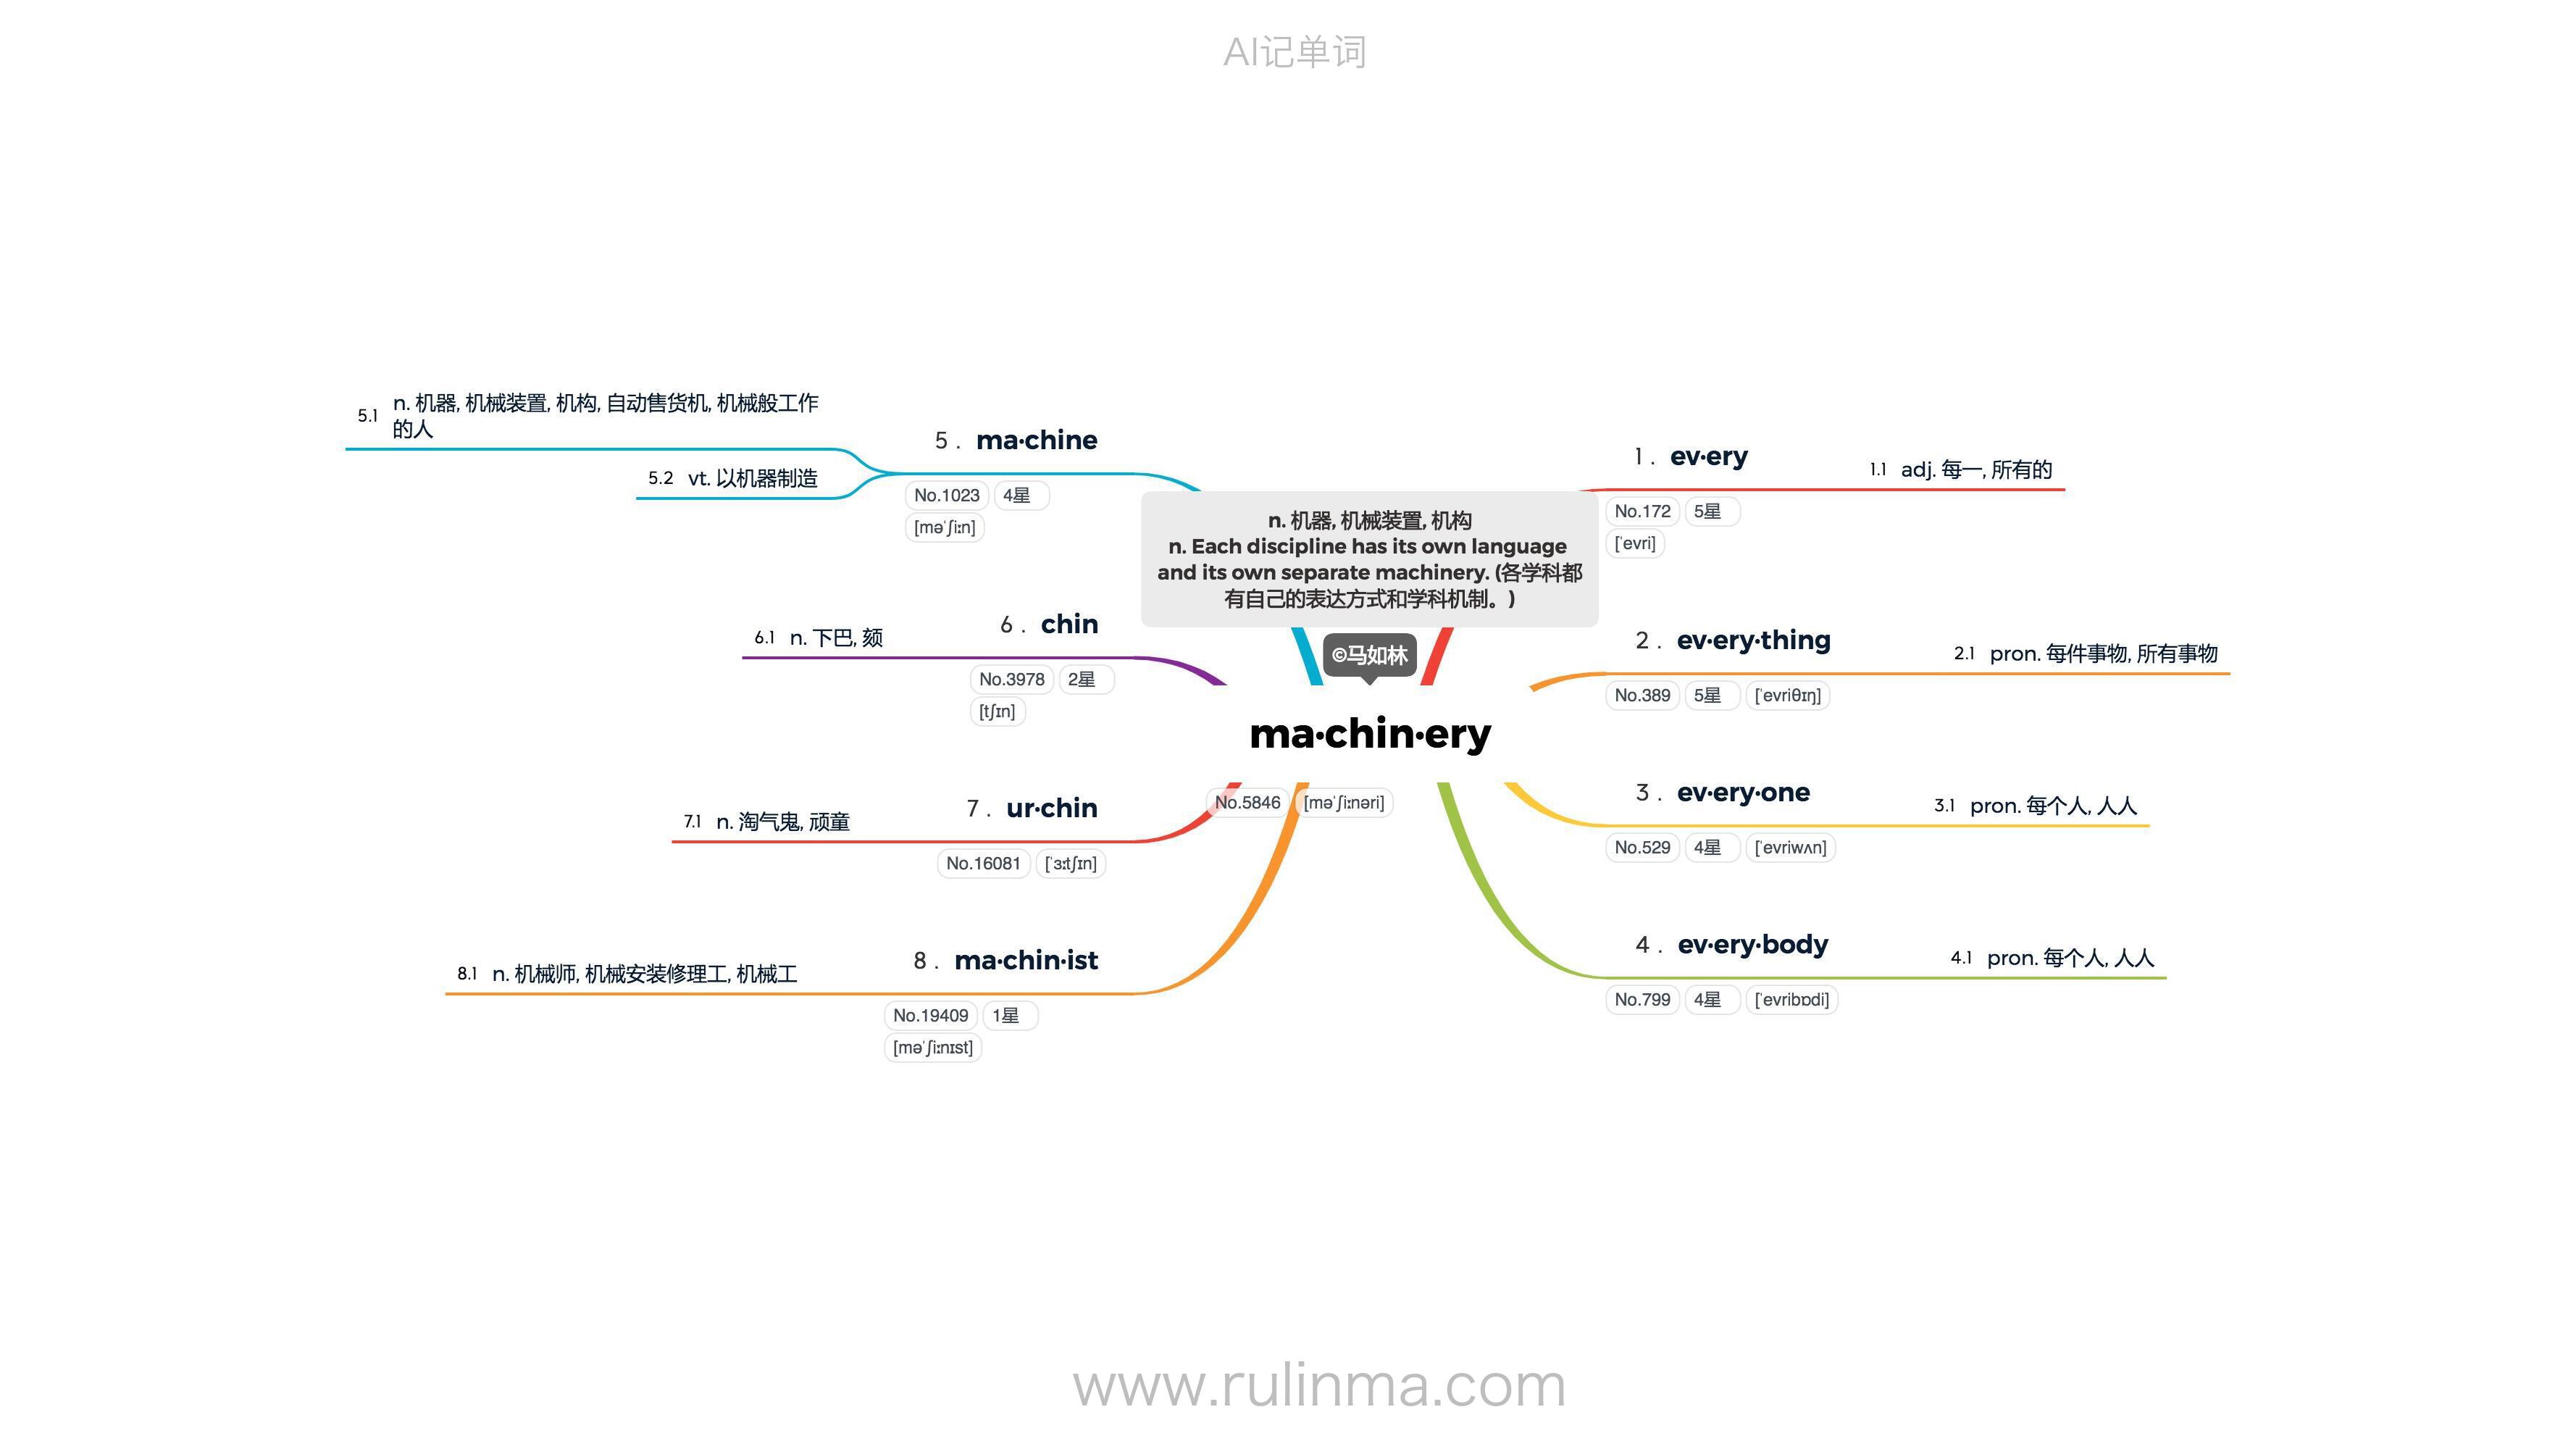 AI记单词
n. 机器, 机械装置, 机构
n. Each discipline has its own language
and its own separate machinery. (各学科都
有自己的表达方式和学科机制。)
©马如林
ma·chin·ery
No.5846 [məˈʃiːnəri]
1 . ev·ery
No.172 5星
[ˈevri]
1.1 adj. 每一, 所有的
2 . ev·ery·thing
No.389 5星 [ˈevriθɪŋ]
2.1 pron. 每件事物, 所有事物
3 . ev·ery·one
No.529 4星 [ˈevriwʌn]
3.1 pron. 每个人, 人人
4 . ev·ery·body
No.799 4星 [ˈevribɒdi]
4.1 pron. 每个人, 人人
5 . ma·chine
No.1023 4星
[məˈʃiːn]
5.1 n. 机器, 机械装置, 机构, 自动售货机, 机械般工作
的人
5.2 vt. 以机器制造
6 . chin
No.3978 2星
[tʃɪn]
6.1 n. 下巴, 颏
7 . ur·chin
No.16081 [ˈɜːtʃɪn]
7.1 n. 淘气鬼, 顽童
8 . ma·chin·ist
No.19409 1星
[məˈʃiːnɪst]
8.1 n. 机械师, 机械安装修理工, 机械工
www.rulinma.com